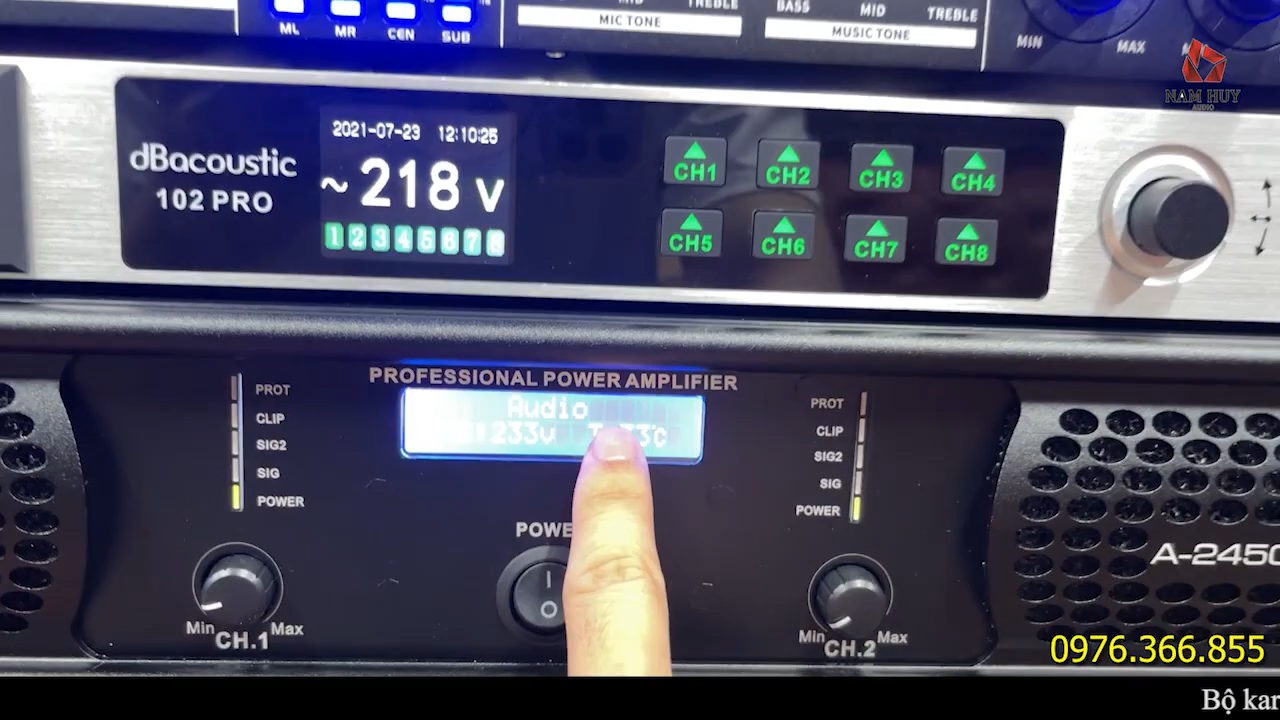 ML MR CEN SUB
MIC TONE
TREBLE
BASS MID TREBLE
MUSIC TONE
MIN MAX
NAM HUY
AUDIO
dBacoustic
102 PRO
2021-07-23 12:10:25
~218 V
1 2 3 4 5 6 7 8
CH1 CH2 CH3 CH4
CH5 CH6 CH7 CH8
PROFESSIONAL POWER AMPLIFIER
Audio
:233v
PROT
CLIP
SIG2
SIG
POWER
PROT
CLIP
SIG2
SIG
POWER
I
O
Min Max
CH.1
Min Max
CH.2
A-2450
0976.366.855
Bộ kar